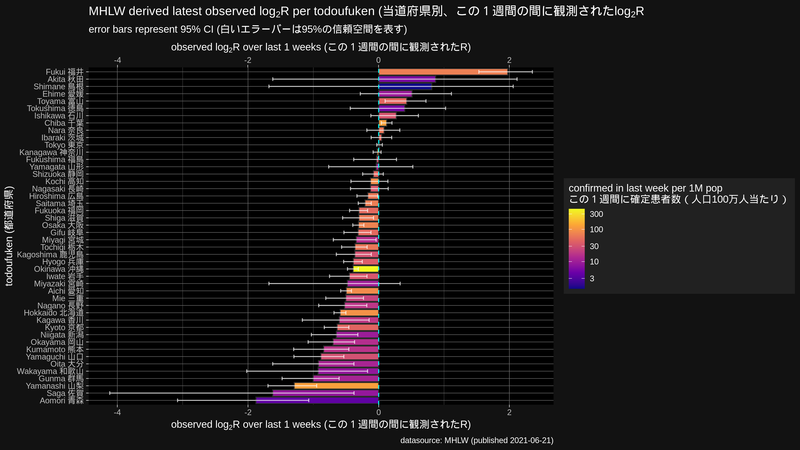 MHLW derived latest observed log₂R per todoufuken (当道府県別、この１週間の間に観測されたlog₂R
error bars represent 95% CI (白いエラーバーは95%の信頼空間を表す)
observed log₂R over last 1 weeks (この１週間の間に観測されたR)
-4 -2 0 2
todoufuken (都道府県)
Fukui 福井
Akita 秋田
Shimane 島根
Ehime 愛媛
Toyama 富山
Tokushima 徳島
Ishikawa 石川
Chiba 千葉
Nara 奈良
Ibaraki 茨城
Tokyo 東京
Kanagawa 神奈川
Fukushima 福島
Yamagata 山形
Shizuoka 静岡
Kochi 高知
Nagasaki 長崎
Hiroshima 広島
Saitama 埼玉
Fukuoka 福岡
Shiga 滋賀
Osaka 大阪
Gifu 岐阜
Miyagi 宮城
Tochigi 栃木
Kagoshima 鹿児島
Hyogo 兵庫
Okinawa 沖縄
Iwate 岩手
Miyazaki 宮崎
Aichi 愛知
Mie 三重
Nagano 長野
Hokkaido 北海道
Kagawa 香川
Kyoto 京都
Niigata 新潟
Okayama 岡山
Kumamoto 熊本
Yamaguchi 山口
Oita 大分
Wakayama 和歌山
Gunma 群馬
Yamanashi 山梨
Saga 佐賀
Aomori 青森
-4 -2 0 2
observed log₂R over last 1 weeks (この１週間の間に観測されたR)
confirmed in last week per 1M pop
この１週間に確定患者数（人口100万人当たり）
300
100
30
10
3
datasource: MHLW (published 2021-06-21)